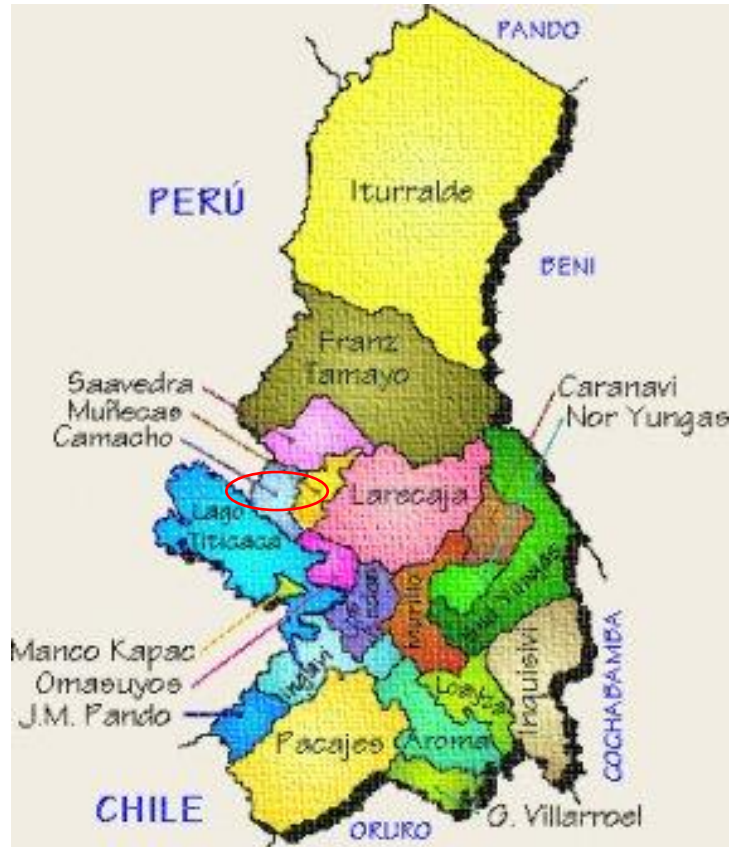 PANDO
PERÚ
Iturralde
BENI
Franz
Tamayo
Saavedra
Muñecas
Camacho
Caranavi
Nor Yungas
Larecaja
Lago
Titicaca
Murillo
Sud Yungas
Manco Kapac
Omasuyos
J.M. Pando
Ingavi
Inquisivi
COCHABAMBA
Pacajes
Aroma
CHILE
ORURO
G. Villarroel